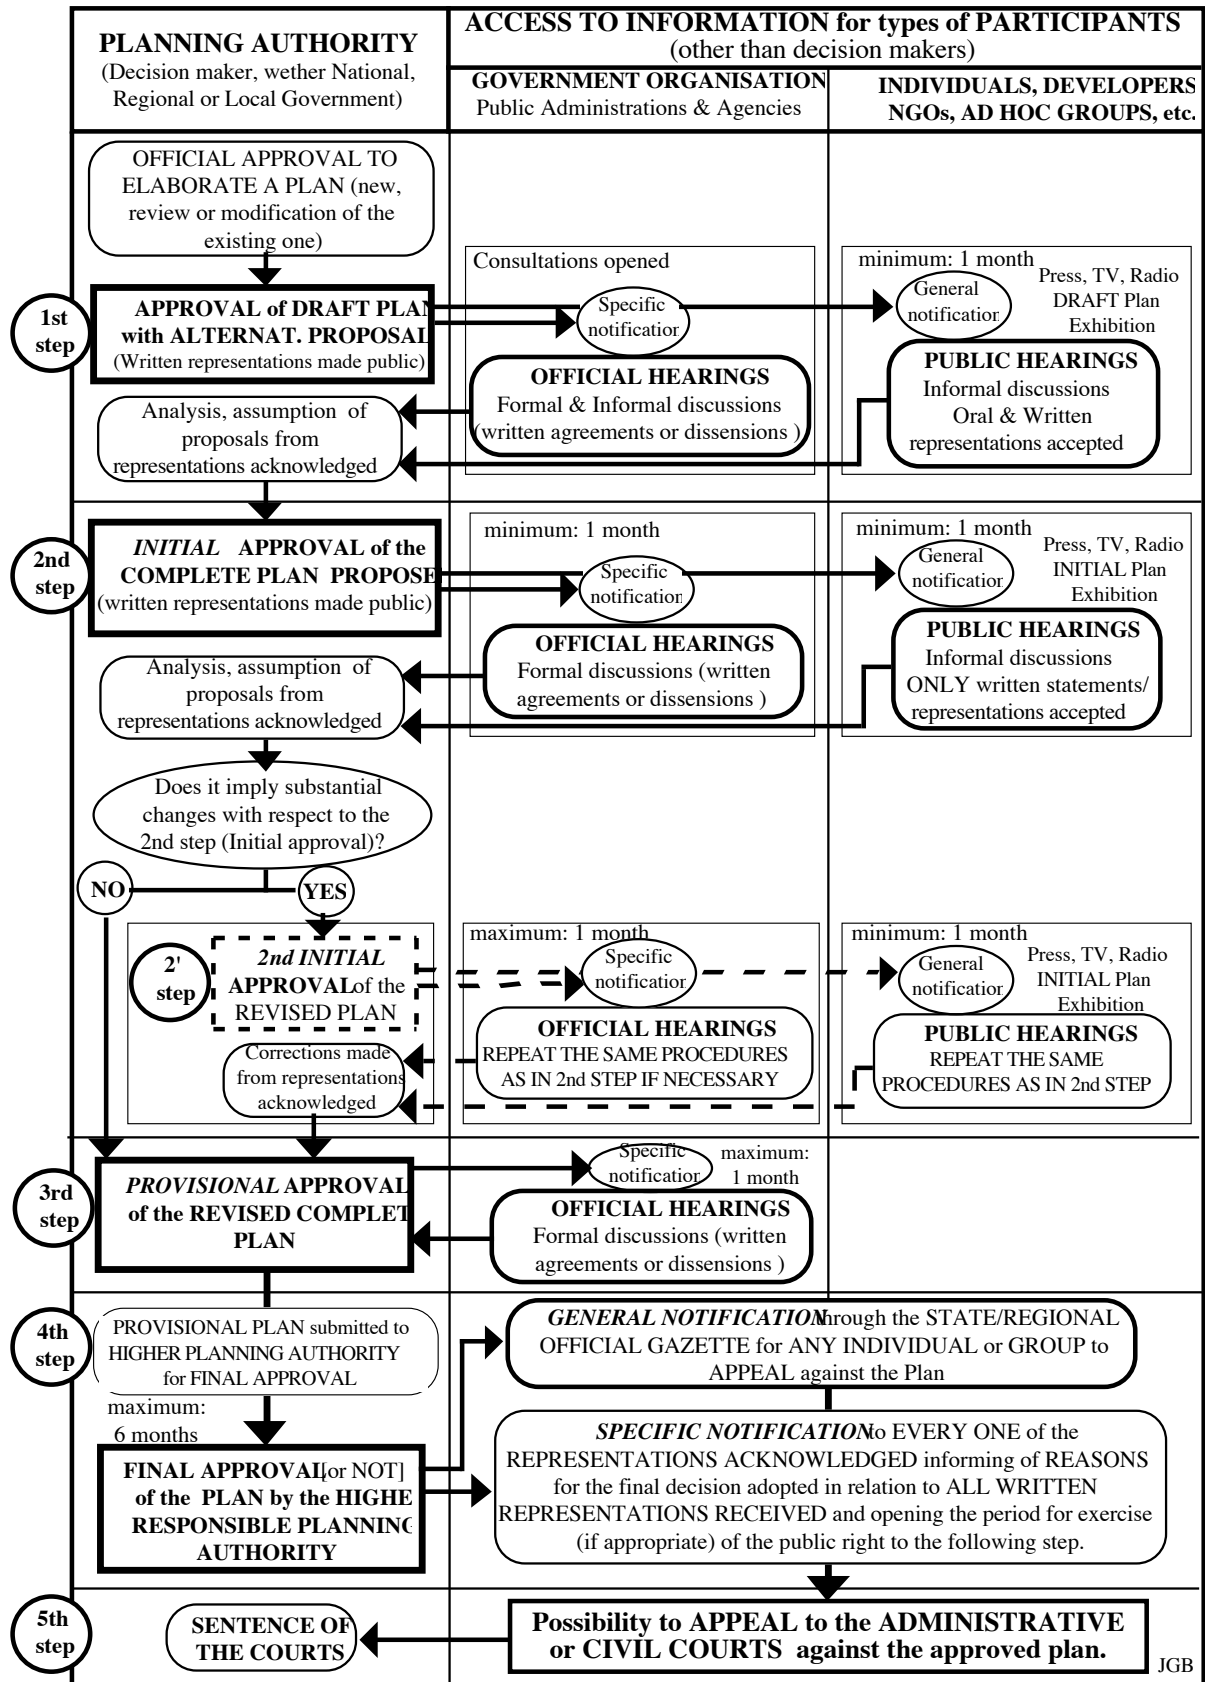 PLANNING AUTHORITY
(Decision maker, wether National,
Regional or Local Government)
ACCESS TO INFORMATION for types of PARTICIPANTS
(other than decision makers)
GOVERNMENT ORGANISATION
Public Administrations & Agencies
INDIVIDUALS, DEVELOPERS
NGOs, AD HOC GROUPS, etc.
OFFICIAL APPROVAL TO
ELABORATE A PLAN (new,
review or modification of the
existing one)
1st
step
APPROVAL of DRAFT PLAN
with ALTERNAT. PROPOSAL
(Written representations made public)
Consultations opened
Specific
notification
minimum: 1 month
General
notification
Press, TV, Radio
DRAFT Plan
Exhibition
OFFICIAL HEARINGS
Formal & Informal discussions
(written agreements or dissensions )
PUBLIC HEARINGS
Informal discussions
Oral & Written
representations accepted
Analysis, assumption of
proposals from
representations acknowledged
2nd
step
INITIAL APPROVAL of the
COMPLETE PLAN PROPOSE
(written representations made public)
minimum: 1 month
Specific
notification
minimum: 1 month
General
notification
Press, TV, Radio
INITIAL Plan
Exhibition
OFFICIAL HEARINGS
Formal discussions (written
agreements or dissensions )
PUBLIC HEARINGS
Informal discussions
ONLY written statements/
representations accepted
Analysis, assumption of
proposals from
representations acknowledged
Does it imply substantial
changes with respect to the
2nd step (Initial approval)?
NO
YES
2'
step
2nd INITIAL
APPROVAL of the
REVISED PLAN
maximum: 1 month
Specific
notification
minimum: 1 month
General
notification
Press, TV, Radio
INITIAL Plan
Exhibition
OFFICIAL HEARINGS
REPEAT THE SAME PROCEDURES
AS IN 2nd STEP IF NECESSARY
PUBLIC HEARINGS
REPEAT THE SAME
PROCEDURES AS IN 2nd STEP
Corrections made
from representations
acknowledged
3rd
step
PROVISIONAL APPROVAL
of the REVISED COMPLET
PLAN
Specific
notification
maximum:
1 month
OFFICIAL HEARINGS
Formal discussions (written
agreements or dissensions )
4th
step
PROVISIONAL PLAN submitted to
HIGHER PLANNING AUTHORITY
for FINAL APPROVAL
maximum:
6 months
FINAL APPROVAL [or NOT]
of the PLAN by the HIGHE
RESPONSIBLE PLANNING
AUTHORITY
GENERAL NOTIFICATION through the STATE/REGIONAL
OFFICIAL GAZETTE for ANY INDIVIDUAL or GROUP to
APPEAL against the Plan
SPECIFIC NOTIFICATION to EVERY ONE of the
REPRESENTATIONS ACKNOWLEDGED informing of REASONS
for the final decision adopted in relation to ALL WRITTEN
REPRESENTATIONS RECEIVED and opening the period for exercise
(if appropriate) of the public right to the following step.
5th
step
SENTENCE OF
THE COURTS
Possibility to APPEAL to the ADMINISTRATIVE
or CIVIL COURTS against the approved plan.
JGB